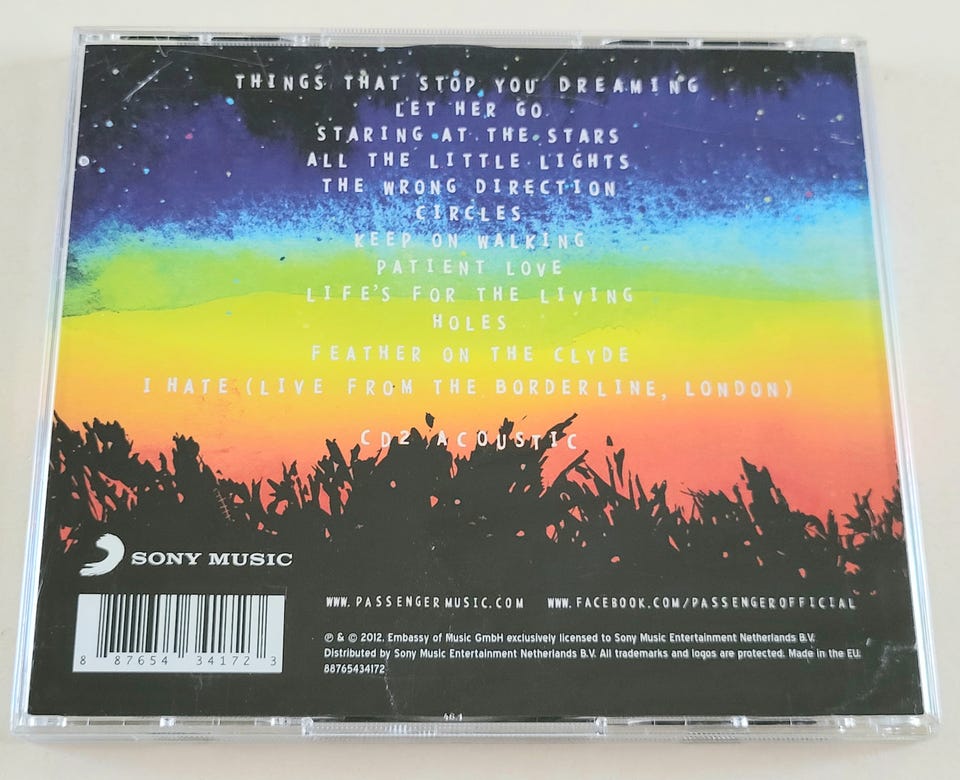 THINGS THAT STOP YOU DREAMING
LET HER GO
STARING AT THE STARS
ALL THE LITTLE LIGHTS
THE WRONG DIRECTION
CIRCLES
KEEP ON WALKING
PATIENT LOVE
LIFE'S FOR THE LIVING
HOLES
FEATHER ON THE CLYDE
I HATE (LIVE FROM THE BORDERLINE, LONDON)
CD2 ACOUSTIC
SONY MUSIC
WWW.PASSENGERMUSIC.COM WWW.FACEBOOK.COM/PASSENGEROFFICIAL
℗ & © 2012, Embassy of Music GmbH exclusively licensed to Sony Music Entertainment Netherlands B.V.
Distributed by Sony Music Entertainment Netherlands B.V. All trademarks and logos are protected. Made in the EU.
88765434172
8 87654 34172 3